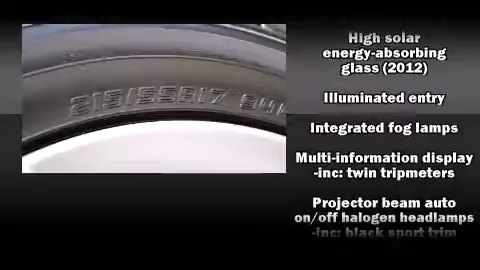 215/55R17
High solar
energy-absorbing
glass (2012)
Illuminated entry
Integrated fog lamps
Multi-information display
-inc: twin tripmeters
Projector beam auto
on/off halogen headlamps
-inc: black sport trim